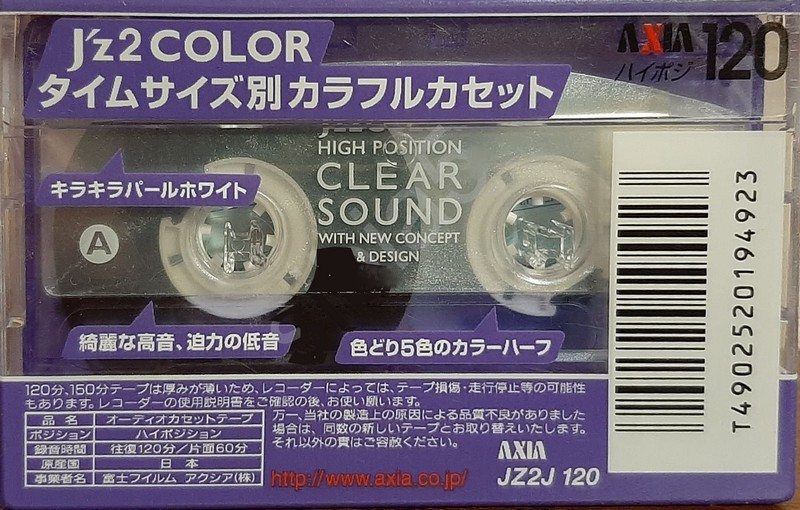 J'z2 COLOR
タイムサイズ別カラフルカセット
AXIA
ハイポジ 120
HIGH POSITION
CLEAR
SOUND
WITH NEW CONCEPT
& DESIGN
キラキラパールホワイト
A
綺麗な高音、迫力の低音
色どり5色のカラーハーフ
T4902520194923
120分、150分テープは厚みが薄いため、レコーダーによっては、テープ損傷・走行停止等の可能性
もあります。レコーダーの使用説明書をご確認の後、お使い願います。
品名 オーディオカセットテープ
ポジション ハイポジション
録音時間 往復120分/片面60分
原産国 日本
事業者名 富士フイルム アクシア(株)
万一、当社の製造上の原因による品質不良がありました
場合は、同数の新しいテープとお取り替えいたします。
それ以外の責はご容赦ください。
http://www.axia.co.jp/
AXIA
JZ2J 120